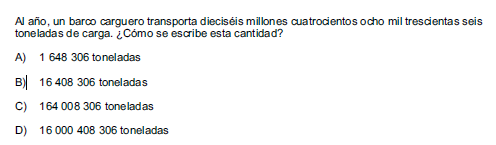 Al año, un barco carguero transporta dieciséis millones cuatrocientos ocho mil trescientas seis
toneladas de carga. ¿Cómo se escribe esta cantidad?
A) 1 648 306 toneladas
B) 16 408 306 toneladas
C) 164 008 306 toneladas
D) 16 000 408 306 toneladas